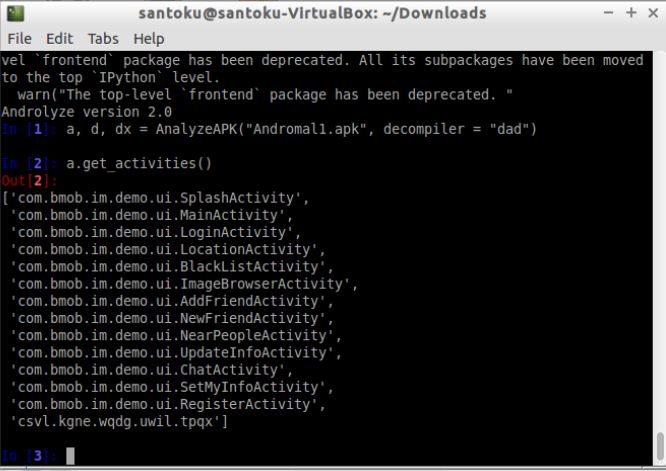 santoku@santoku-VirtualBox: ~/Downloads
File Edit Tabs Help
vel `frontend` package has been deprecated. All its subpackages have been moved
to the top `IPython` level.
  warn("The top-level `frontend` package has been deprecated. "
Androlyze version 2.0
In [1]: a, d, dx = AnalyzeAPK("Andromal1.apk", decompiler = "dad")
In [2]: a.get_activities()
Out[2]:
['com.bmob.im.demo.ui.SplashActivity',
 'com.bmob.im.demo.ui.MainActivity',
 'com.bmob.im.demo.ui.LoginActivity',
 'com.bmob.im.demo.ui.LocationActivity',
 'com.bmob.im.demo.ui.BlackListActivity',
 'com.bmob.im.demo.ui.ImageBrowserActivity',
 'com.bmob.im.demo.ui.AddFriendActivity',
 'com.bmob.im.demo.ui.NewFriendActivity',
 'com.bmob.im.demo.ui.NearPeopleActivity',
 'com.bmob.im.demo.ui.UpdateInfoActivity',
 'com.bmob.im.demo.ui.ChatActivity',
 'com.bmob.im.demo.ui.SetMyInfoActivity',
 'com.bmob.im.demo.ui.RegisterActivity',
 'csvl.kgne.wqdg.uwil.tpqx']
In [3]: